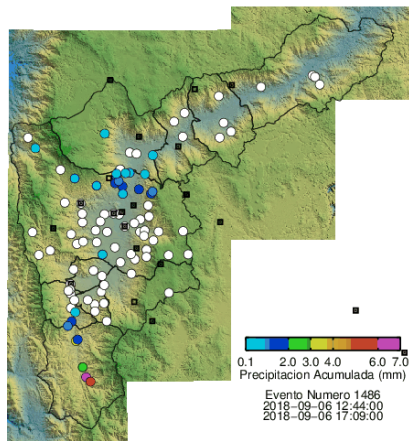 0.1 2.0 3.0 4.0 6.0 7.0
Precipitacion Acumulada (mm)
Evento Numero 1486
2018-09-06 12:44:00
2018-09-06 17:09:00